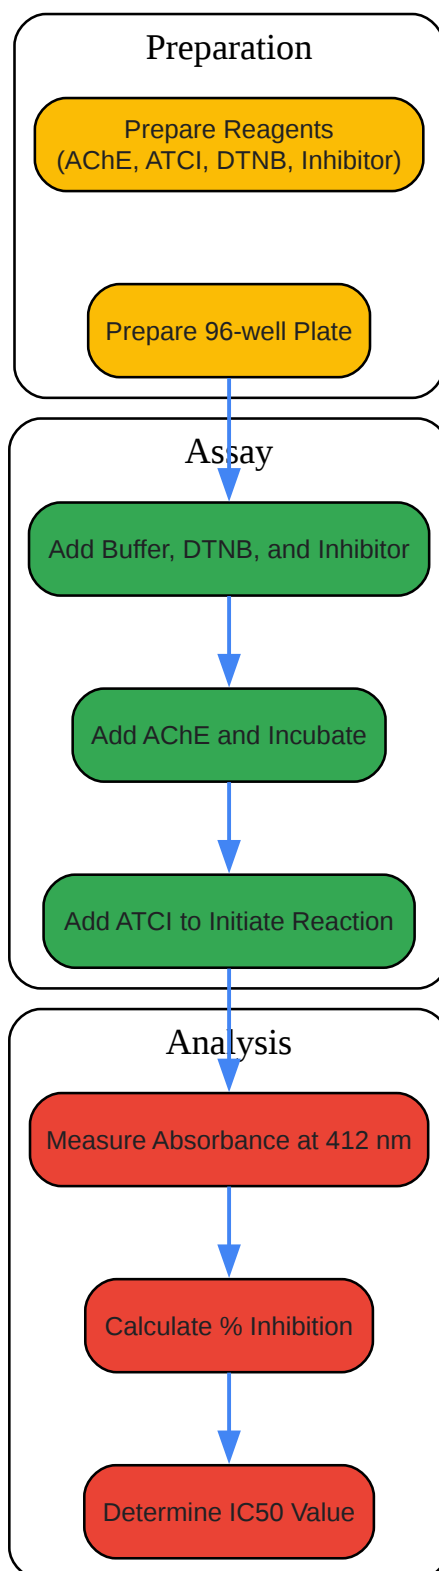 Preparation
Prepare Reagents
(AChE, ATCI, DTNB, Inhibitor)
Prepare 96-well Plate
Assay
Add Buffer, DTNB, and Inhibitor
Add AChE and Incubate
Add ATCI to Initiate Reaction
Analysis
Measure Absorbance at 412 nm
Calculate % Inhibition
Determine IC50 Value